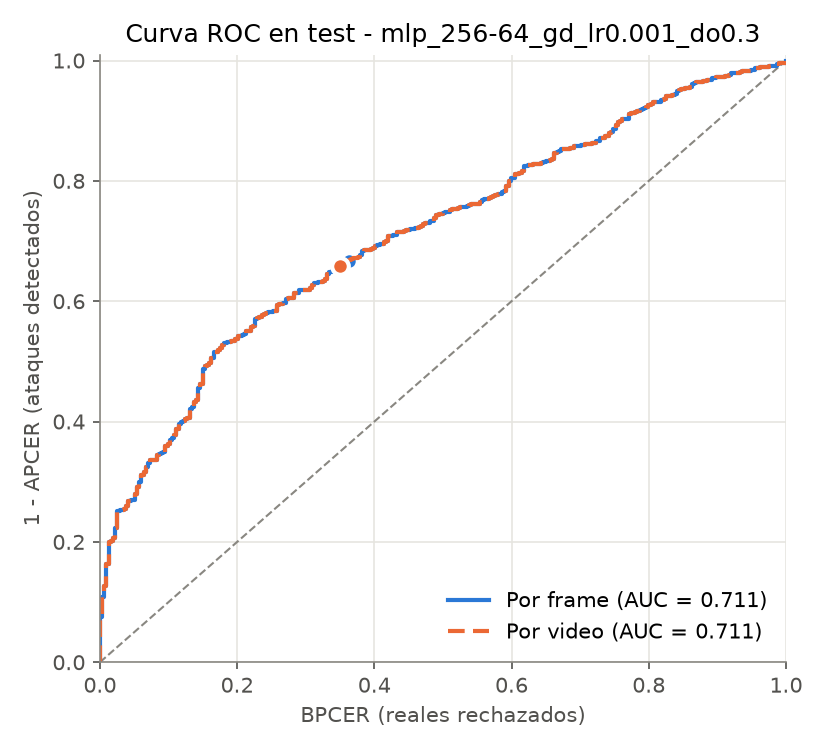 Curva ROC en test - mlp_256-64_gd_lr0.001_do0.3
1.0
0.8
0.6
0.4
0.2
0.0
1 - APCER (ataques detectados)
Por frame (AUC = 0.711)
Por video (AUC = 0.711)
0.0 0.2 0.4 0.6 0.8 1.0
BPCER (reales rechazados)